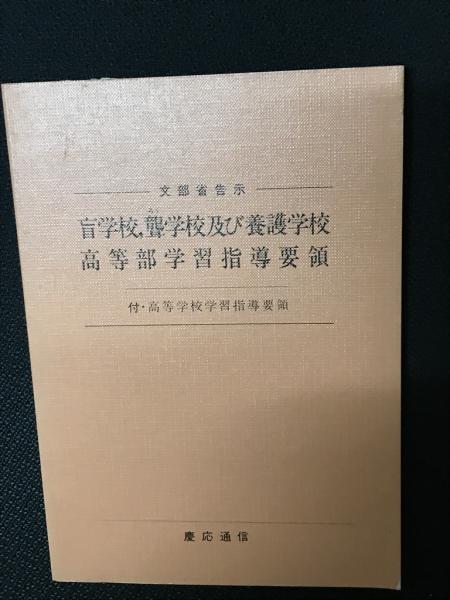 文部省告示
盲学校,聾学校及び養護学校
高等部学習指導要領
付・高等学校学習指導要領
慶応通信